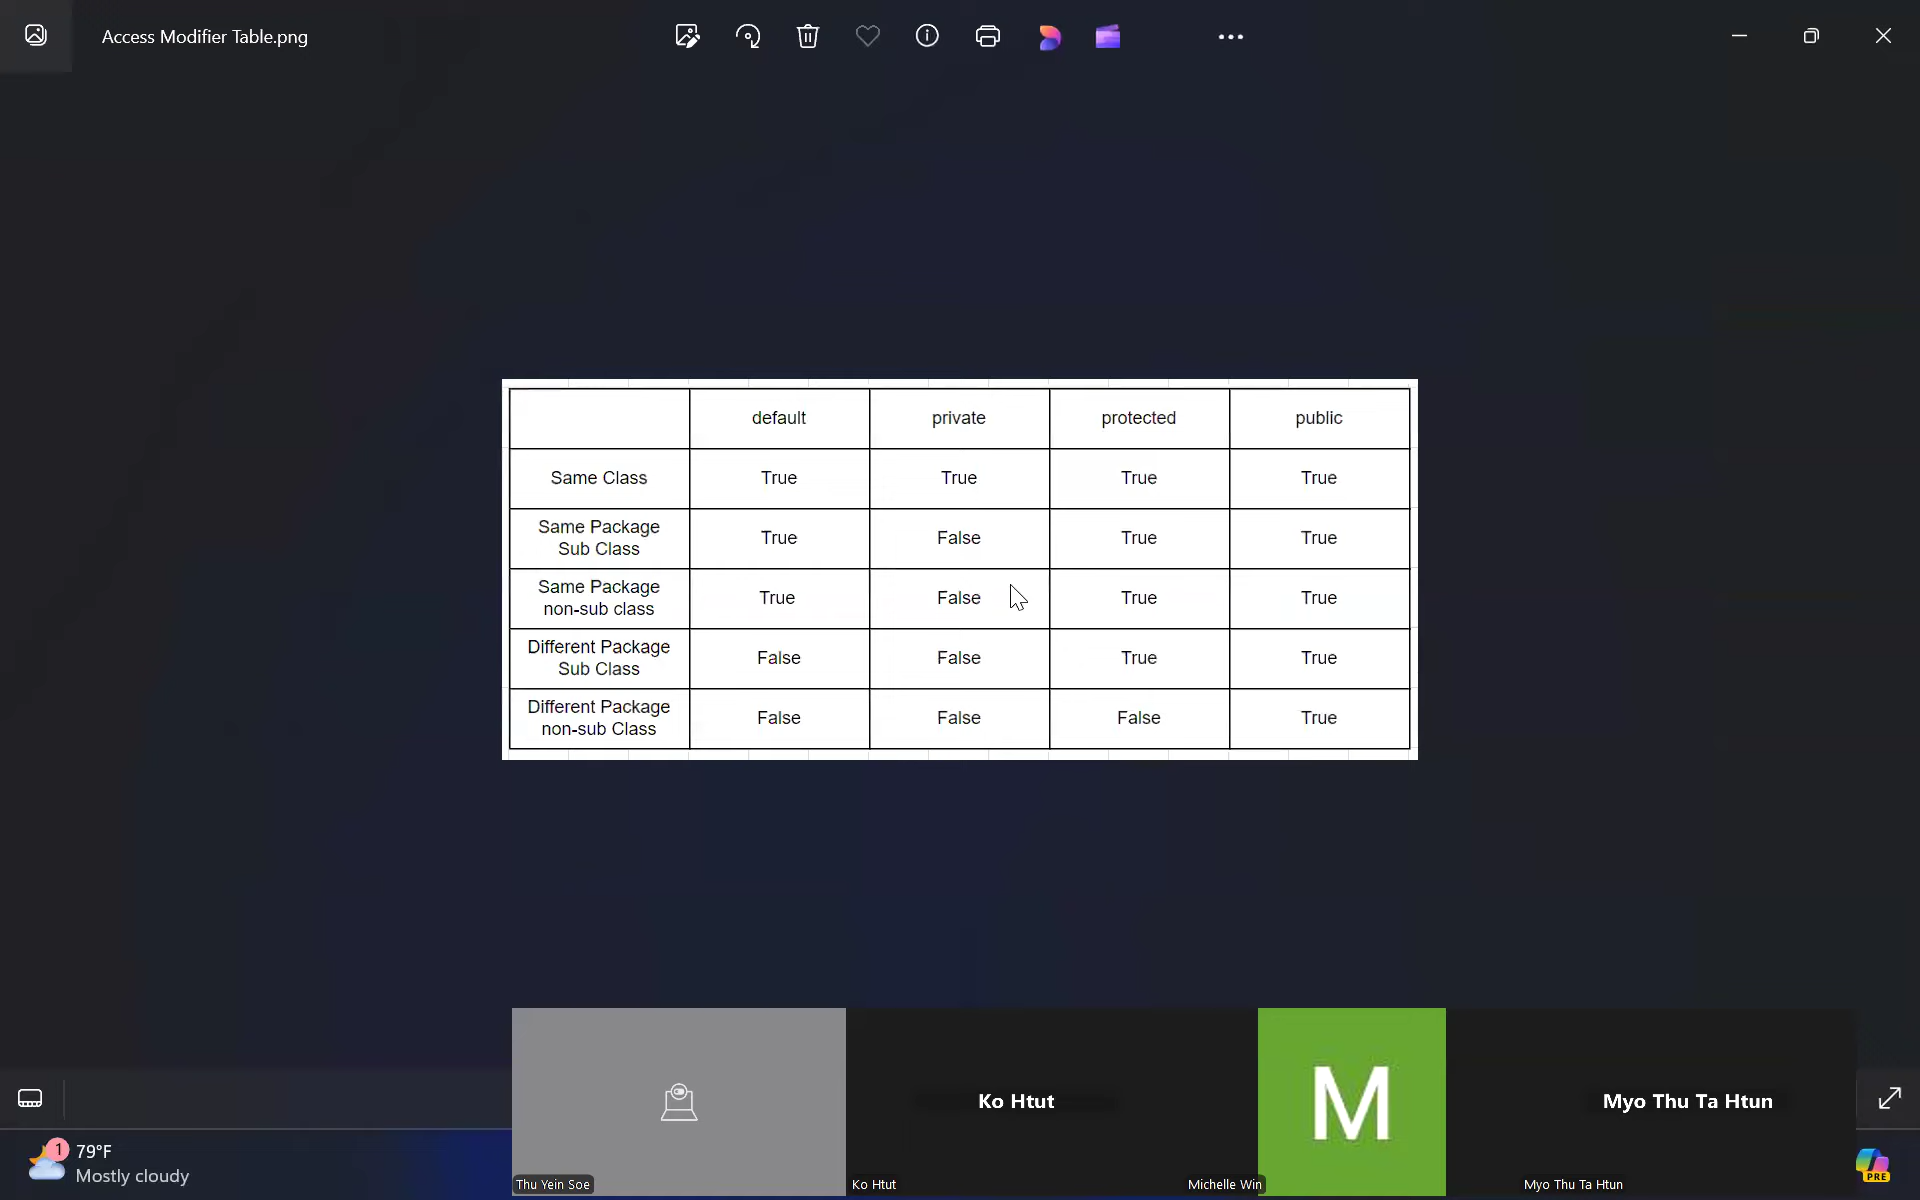 Access Modifier Table.png
default private protected public
Same Class True True True True
Same Package
Sub Class True False True True
Same Package
non-sub class True False True True
Different Package
Sub Class False False True True
Different Package
non-sub Class False False False True
Ko Htut
M
Myo Thu Ta Htun
Thu Yein Soe
Ko Htut
Michelle Win
Myo Thu Ta Htun
1
79°F
Mostly cloudy
PRE